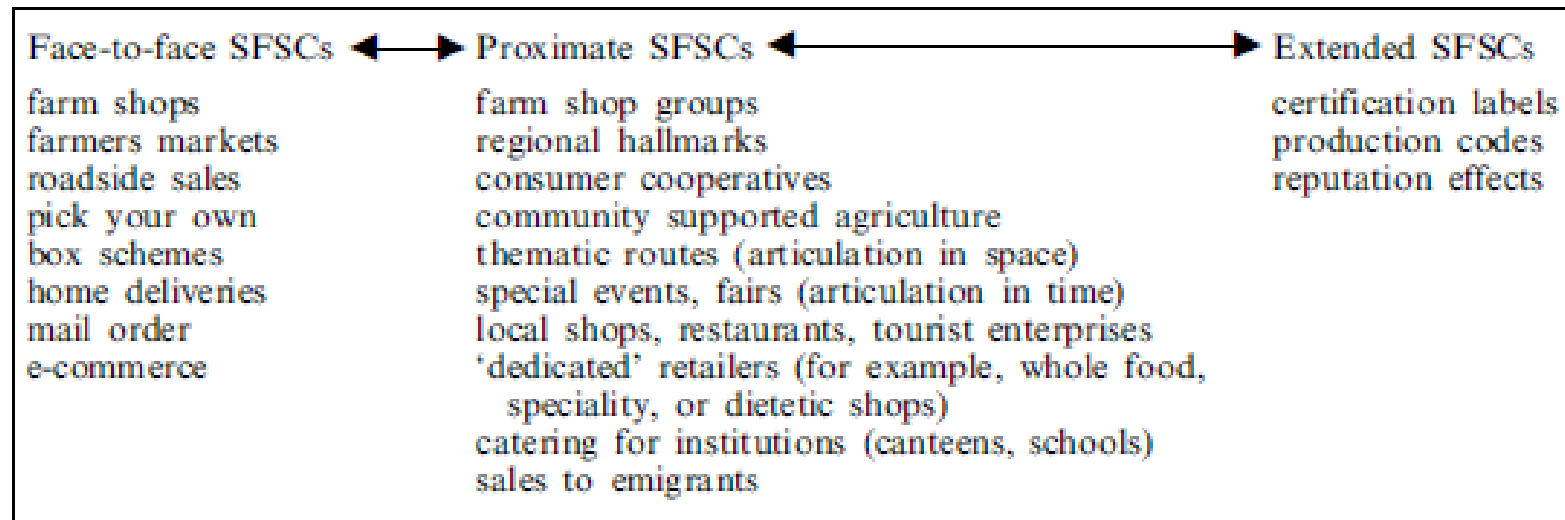 Face-to-face SFSCs
farm shops
farmers markets
roadside sales
pick your own
box schemes
home deliveries
mail order
e-commerce
Proximate SFSCs
farm shop groups
regional hallmarks
consumer cooperatives
community supported agriculture
thematic routes (articulation in space)
special events, fairs (articulation in time)
local shops, restaurants, tourist enterprises
‘dedicated’ retailers (for example, whole food,
speciality, or dietetic shops)
catering for institutions (canteens, schools)
sales to emigrants
Extended SFSCs
certification labels
production codes
reputation effects